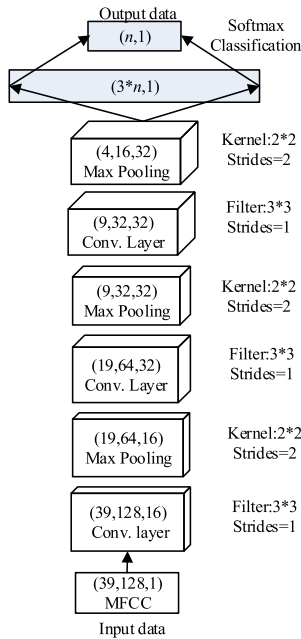 Output data
(n,1)
Softmax
Classification
(3*n,1)
(4,16,32)
Max Pooling
Kernel:2*2
Strides=2
(9,32,32)
Conv. Layer
Filter:3*3
Strides=1
(9,32,32)
Max Pooling
Kernel:2*2
Strides=2
(19,64,32)
Conv. Layer
Filter:3*3
Strides=1
(19,64,16)
Max Pooling
Kernel:2*2
Strides=2
(39,128,16)
Conv. layer
Filter:3*3
Strides=1
(39,128,1)
MFCC
Input data